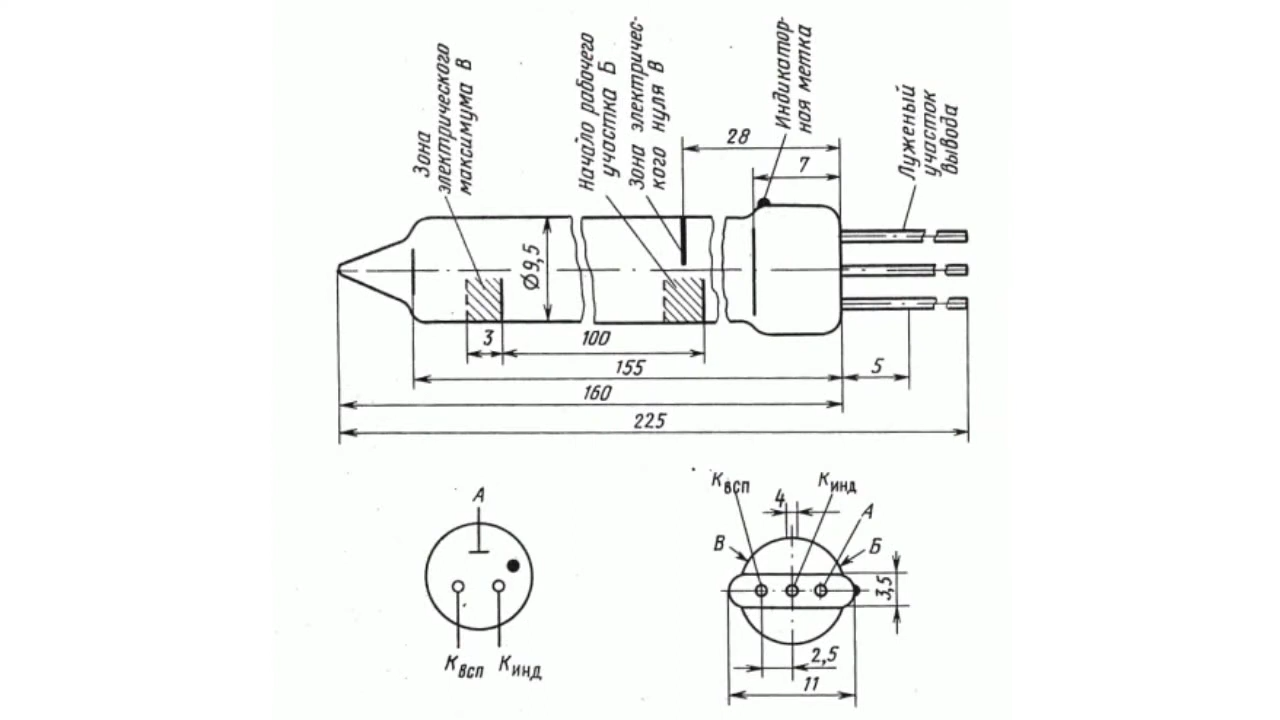 Зона
электрического
максимума В
Начало рабочего
участка Б
Зона электричес-
кого нуля В
Индикатор-
ная метка
Луженый
участок
вывода
28
7
Ø9,5
3
100
155
5
160
225
А
Квсп
Кинд
Квсп
Кинд
4
А
В
Б
3,5
2,5
11